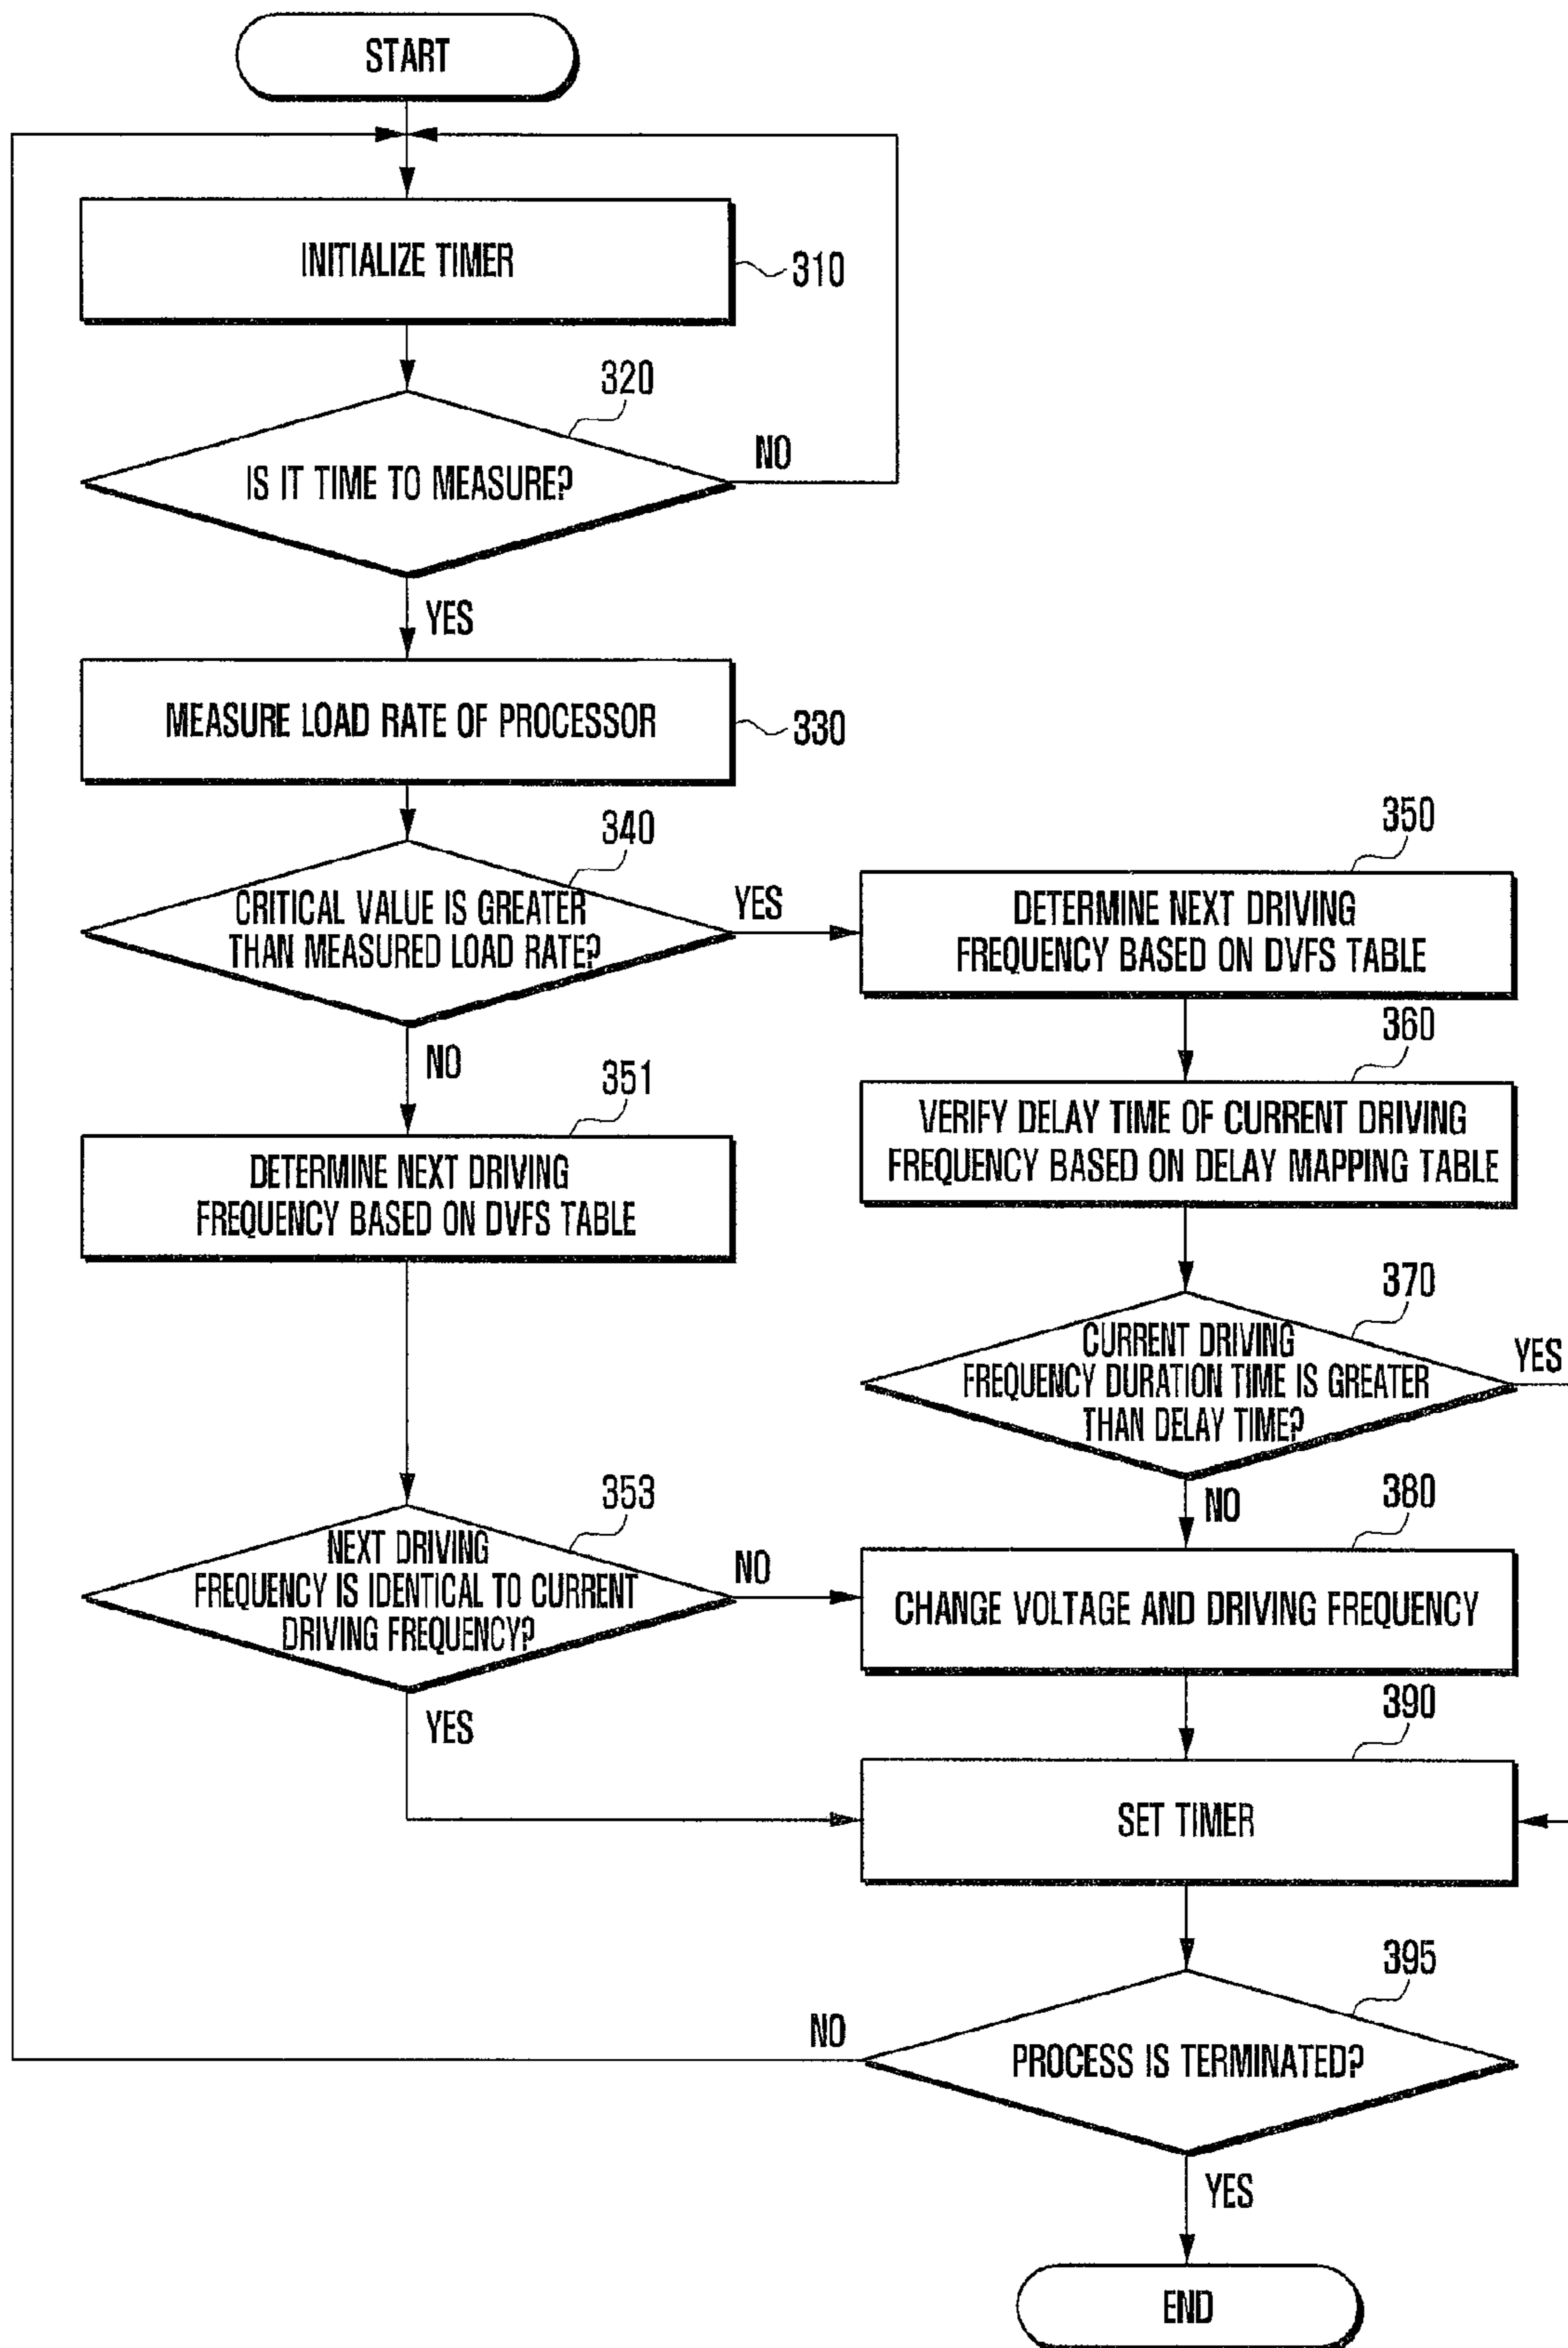 START
INITIALIZE TIMER
310
320
IS IT TIME TO MEASURE?
NO
YES
MEASURE LOAD RATE OF PROCESSOR
330
340
CRITICAL VALUE IS GREATER
THAN MEASURED LOAD RATE?
YES
NO
350
DETERMINE NEXT DRIVING
FREQUENCY BASED ON DVFS TABLE
360
VERIFY DELAY TIME OF CURRENT DRIVING
FREQUENCY BASED ON DELAY MAPPING TABLE
351
DETERMINE NEXT DRIVING
FREQUENCY BASED ON DVFS TABLE
370
CURRENT DRIVING
FREQUENCY DURATION TIME IS GREATER
THAN DELAY TIME?
YES
NO
353
NEXT DRIVING
FREQUENCY IS IDENTICAL TO CURRENT
DRIVING FREQUENCY?
NO
YES
380
CHANGE VOLTAGE AND DRIVING FREQUENCY
390
SET TIMER
395
PROCESS IS TERMINATED?
NO
YES
END